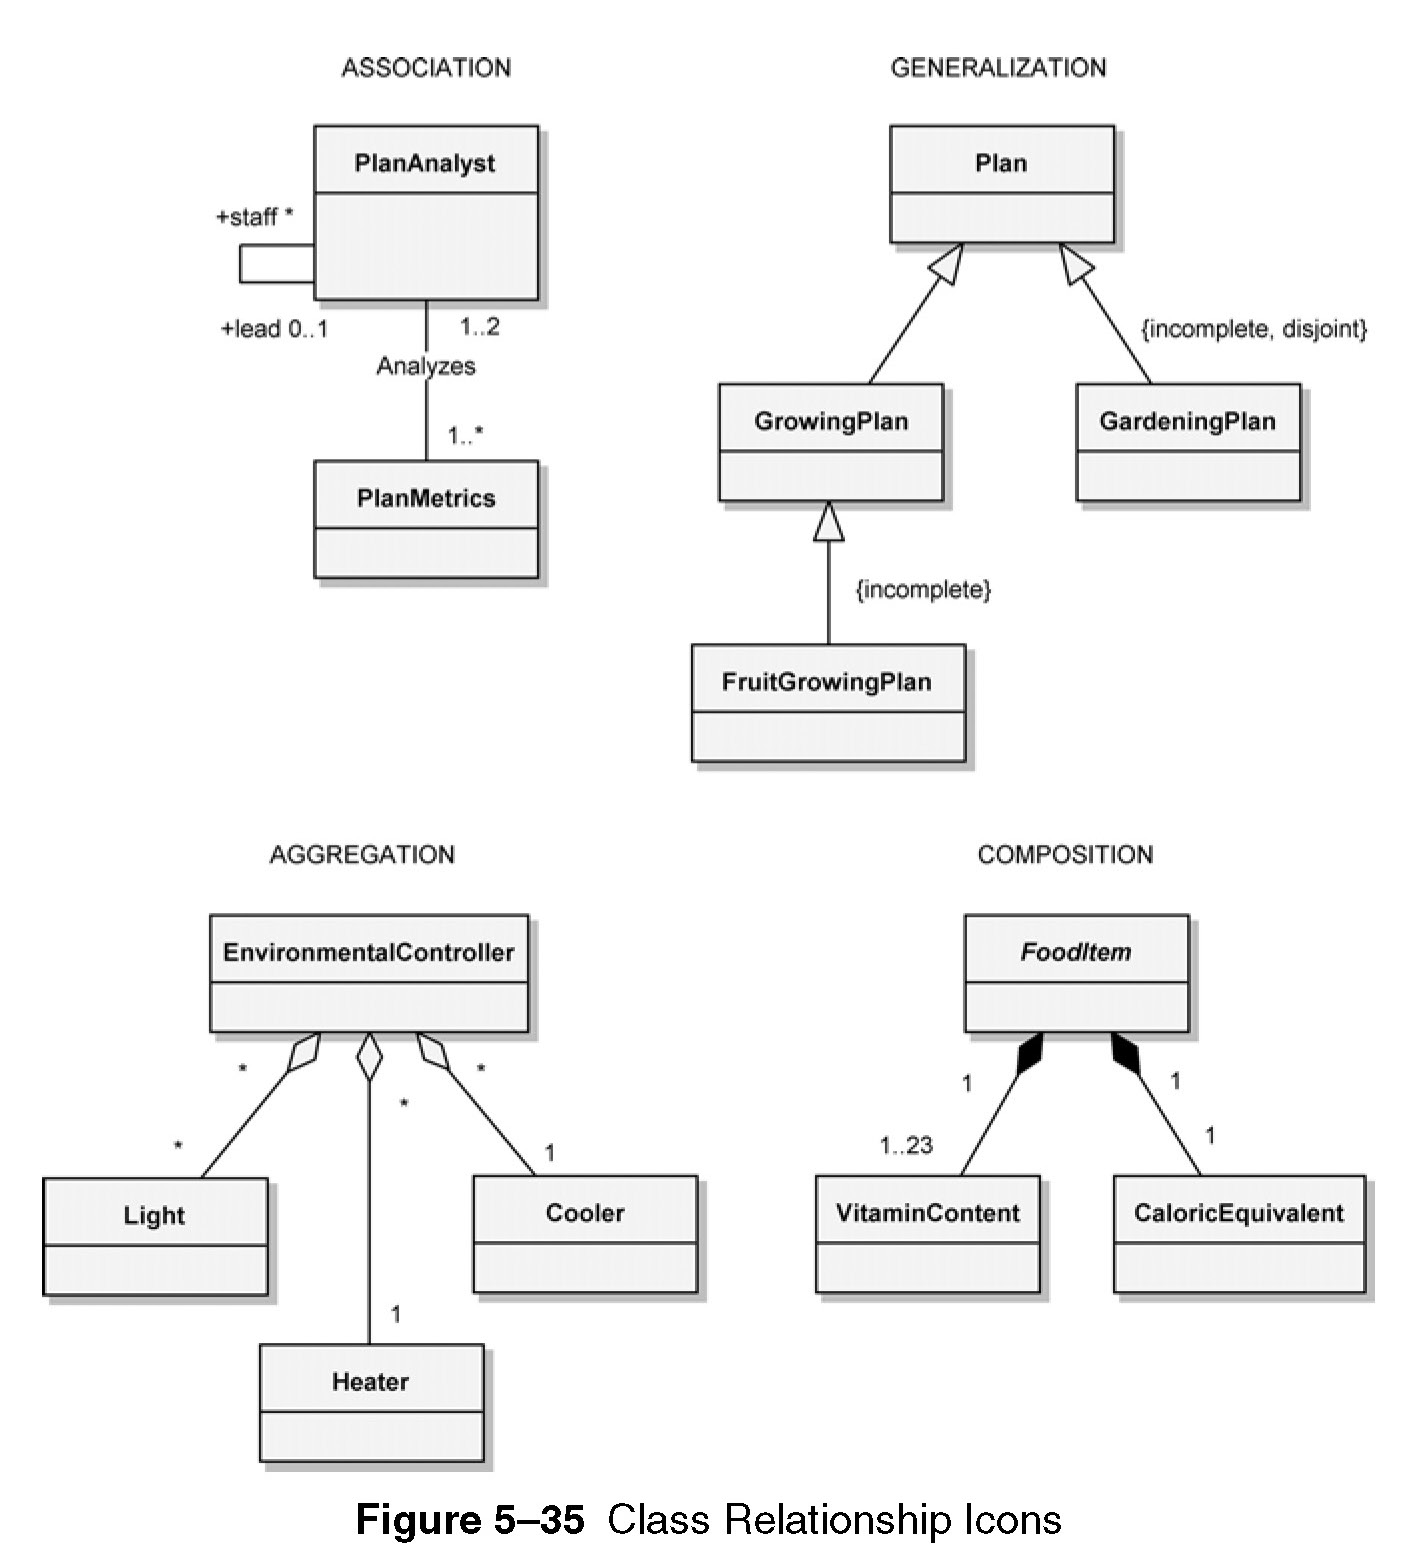 ASSOCIATION
PlanAnalyst
+staff *
+lead 0..1
1..2
Analyzes
1..*
PlanMetrics
GENERALIZATION
Plan
{incomplete, disjoint}
GrowingPlan
GardeningPlan
{incomplete}
FruitGrowingPlan
AGGREGATION
EnvironmentalController
*
*
*
*
1
Light
Cooler
1
Heater
COMPOSITION
FoodItem
1
1
1..23
1
VitaminContent
CaloricEquivalent
Figure 5–35 Class Relationship Icons